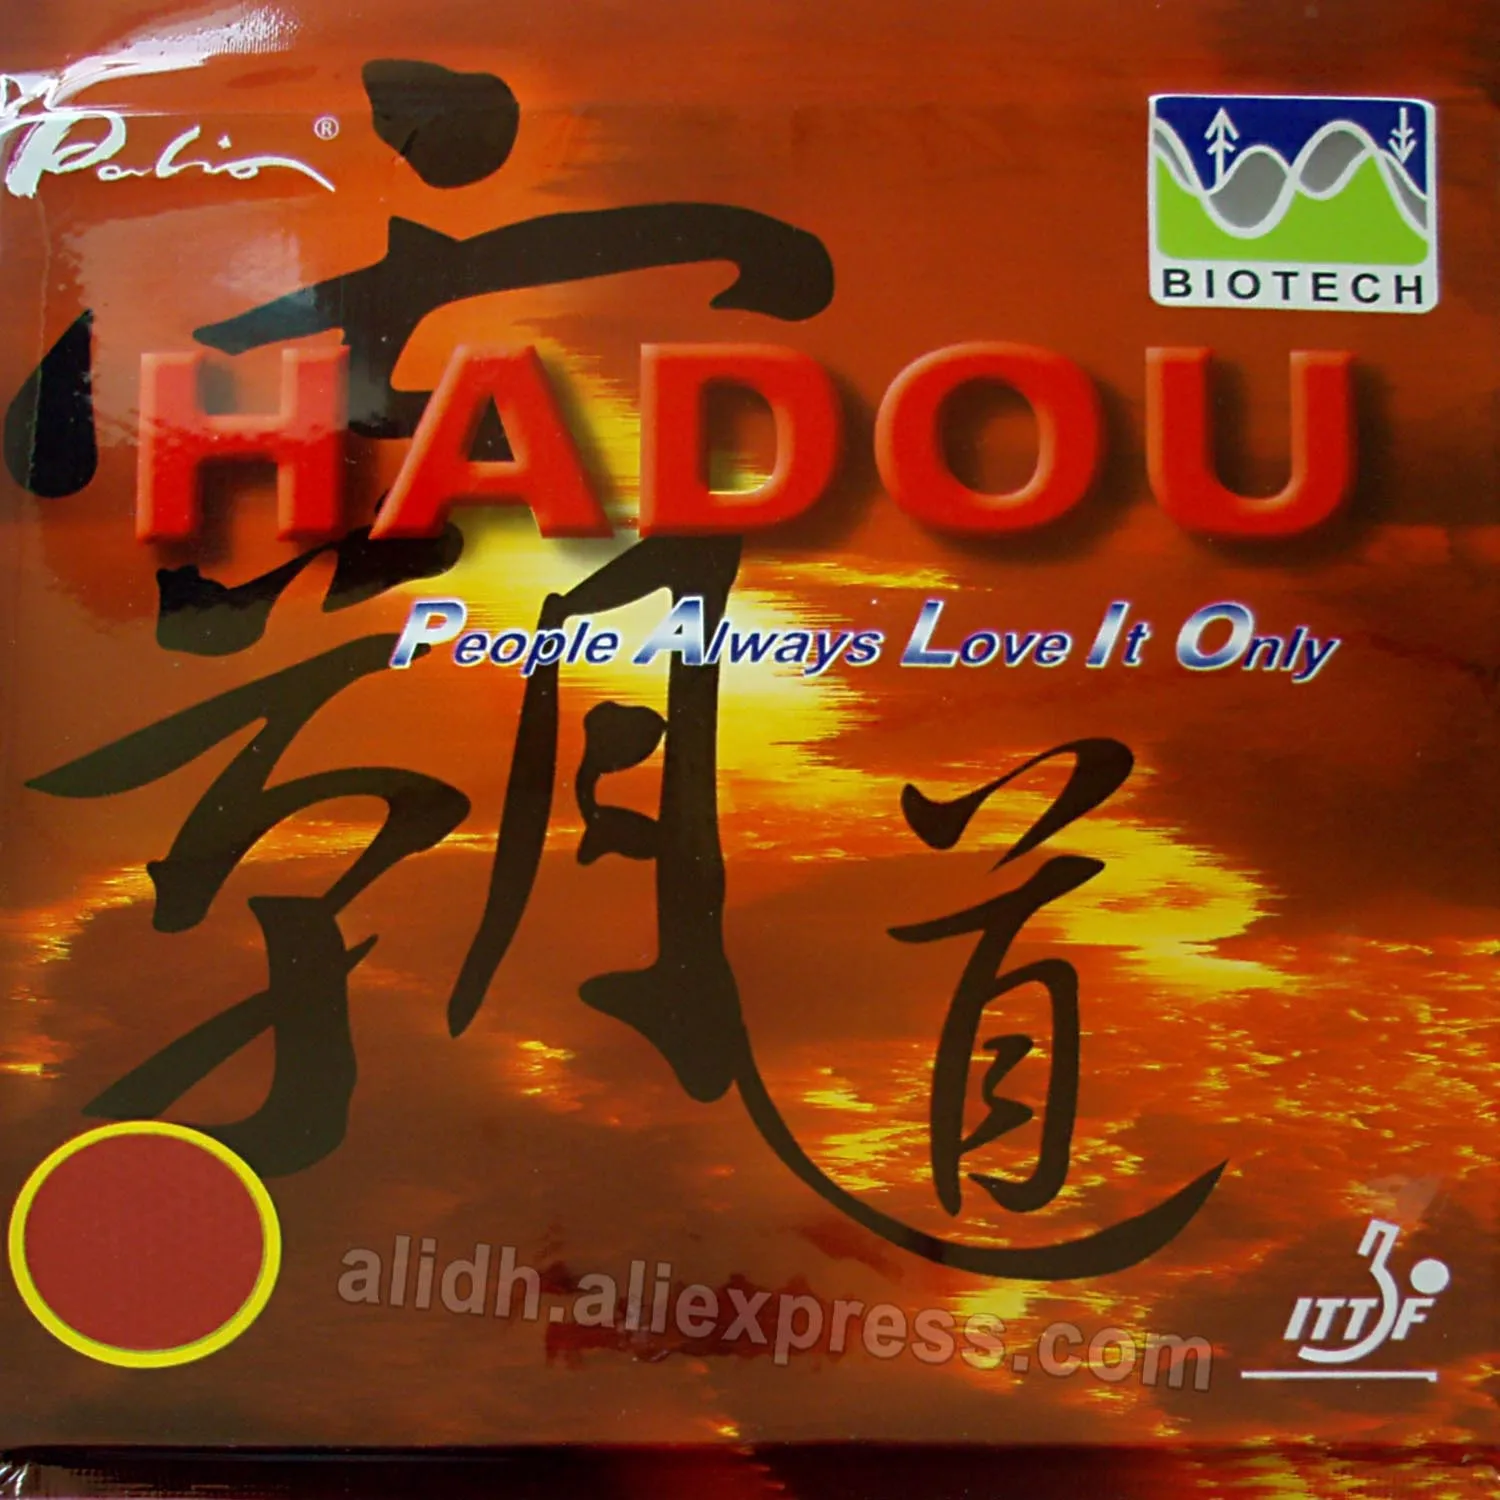 Palio®
BIOTECH
HADOU
People Always Love It Only
霸道
alidh.aliexpress.com
ITTF